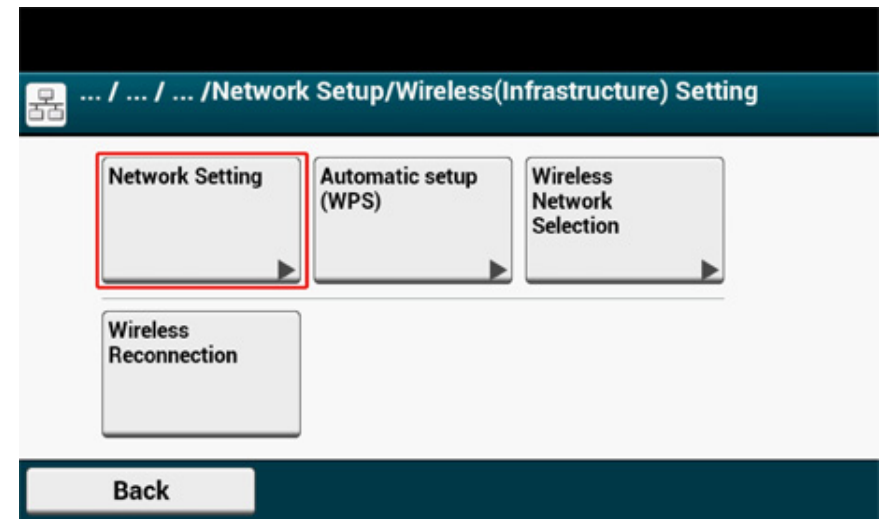 ... / ... / ... /Network Setup/Wireless(Infrastructure) Setting
Network Setting
Automatic setup
(WPS)
Wireless
Network
Selection
Wireless
Reconnection
Back